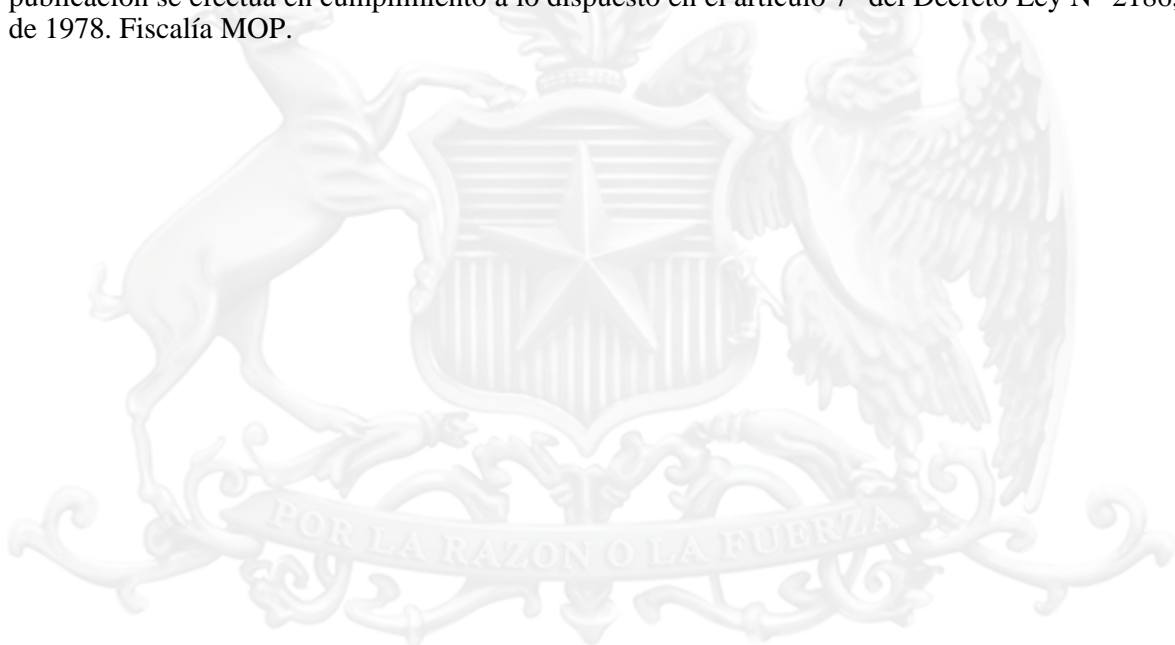 publicación se efectúa en cumplimiento a lo dispuesto en el artículo 7° del Decreto Ley N° 2186,
de 1978. Fiscalía MOP.
POR LA RAZON O LA FUERZA